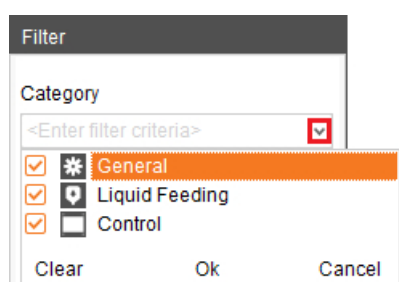 Filter
Category
<Enter filter criteria>
General
Liquid Feeding
Control
Clear Ok Cancel